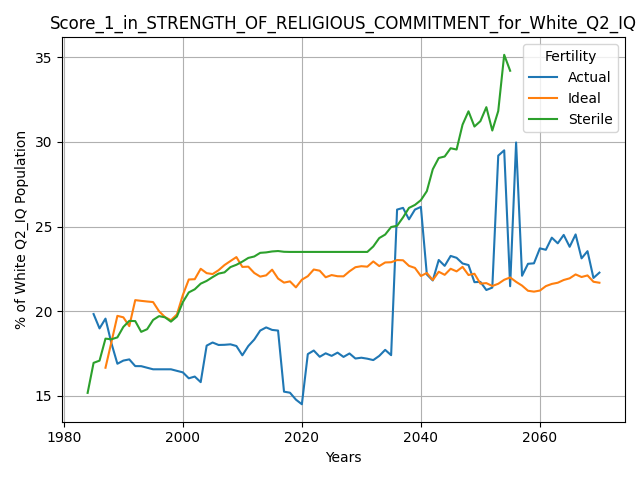 Score_1_in_STRENGTH_OF_RELIGIOUS_COMMITMENT_for_White_Q2_IQ
Fertility
Actual
Ideal
Sterile
% of White Q2_IQ Population
35
30
25
20
15
1980
2000
2020
2040
2060
Years